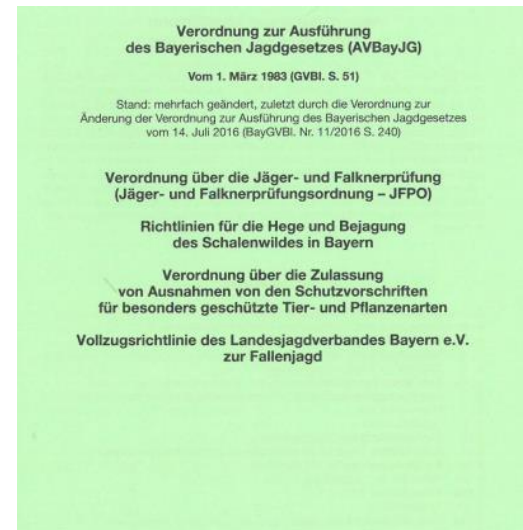 Verordnung zur Ausführung
des Bayerischen Jagdgesetzes (AVBayJG)
Vom 1. März 1983 (GVBl. S. 51)
Stand: mehrfach geändert, zuletzt durch die Verordnung zur
Änderung der Verordnung zur Ausführung des Bayerischen Jagdgesetzes
vom 14. Juli 2016 (BayGVBl. Nr. 11/2016 S. 240)
Verordnung über die Jäger- und Falknerprüfung
(Jäger- und Falknerprüfungsordnung – JFPO)
Richtlinien für die Hege und Bejagung
des Schalenwildes in Bayern
Verordnung über die Zulassung
von Ausnahmen von den Schutzvorschriften
für besonders geschützte Tier- und Pflanzenarten
Vollzugsrichtlinie des Landesjagdverbandes Bayern e.V.
zur Fallenjagd